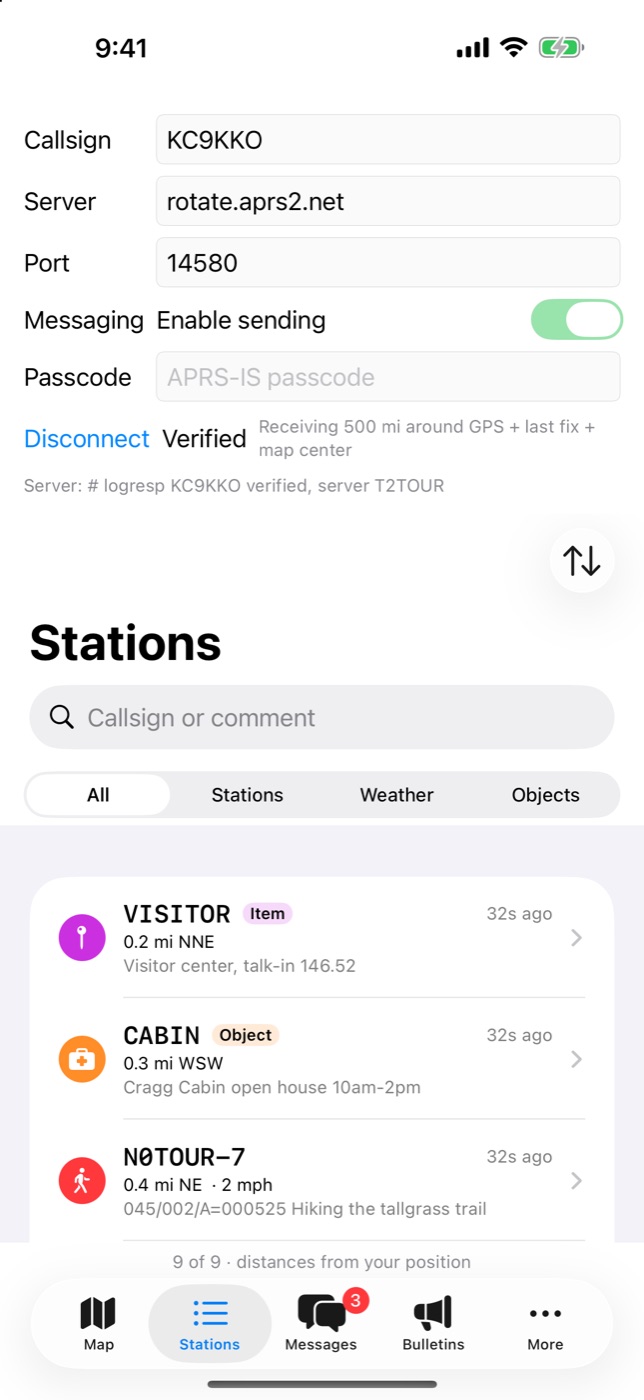 9:41
Callsign KC9KKO
Server rotate.aprs2.net
Port 14580
Messaging Enable sending
Passcode APRS-IS passcode
Disconnect Verified Receiving 500 mi around GPS + last fix +
map center
Server: # logresp KC9KKO verified, server T2TOUR
Stations
Callsign or comment
All Stations Weather Objects
VISITOR Item 32s ago
0.2 mi NNE
Visitor center, talk-in 146.52
CABIN Object 32s ago
0.3 mi WSW
Cragg Cabin open house 10am-2pm
N0TOUR-7 32s ago
0.4 mi NE · 2 mph
045/002/A=000525 Hiking the tallgrass trail
9 of 9 · distances from your position
3
Map Stations Messages Bulletins More